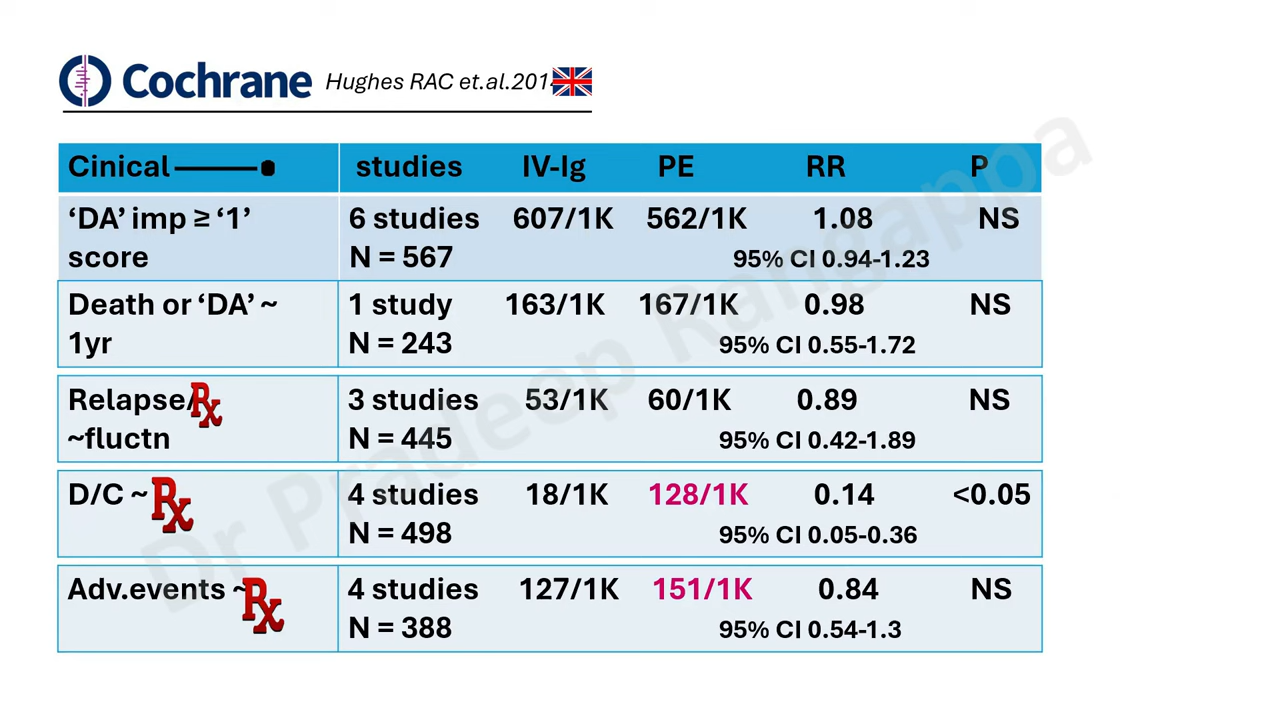 Cochrane Hughes RAC et.al.201
Cinical studies IV-Ig PE RR P
‘DA’ imp ≥ ‘1’ score 6 studies N = 567 607/1K 562/1K 1.08 95% CI 0.94-1.23 NS
Death or ‘DA’ ~ 1yr 1 study N = 243 163/1K 167/1K 0.98 95% CI 0.55-1.72 NS
Relapse/Rx ~fluctn 3 studies N = 445 53/1K 60/1K 0.89 95% CI 0.42-1.89 NS
D/C ~ Rx 4 studies N = 498 18/1K 128/1K 0.14 95% CI 0.05-0.36 <0.05
Adv.events ~ Rx 4 studies N = 388 127/1K 151/1K 0.84 95% CI 0.54-1.3 NS
Dr Pradeep Rangappa